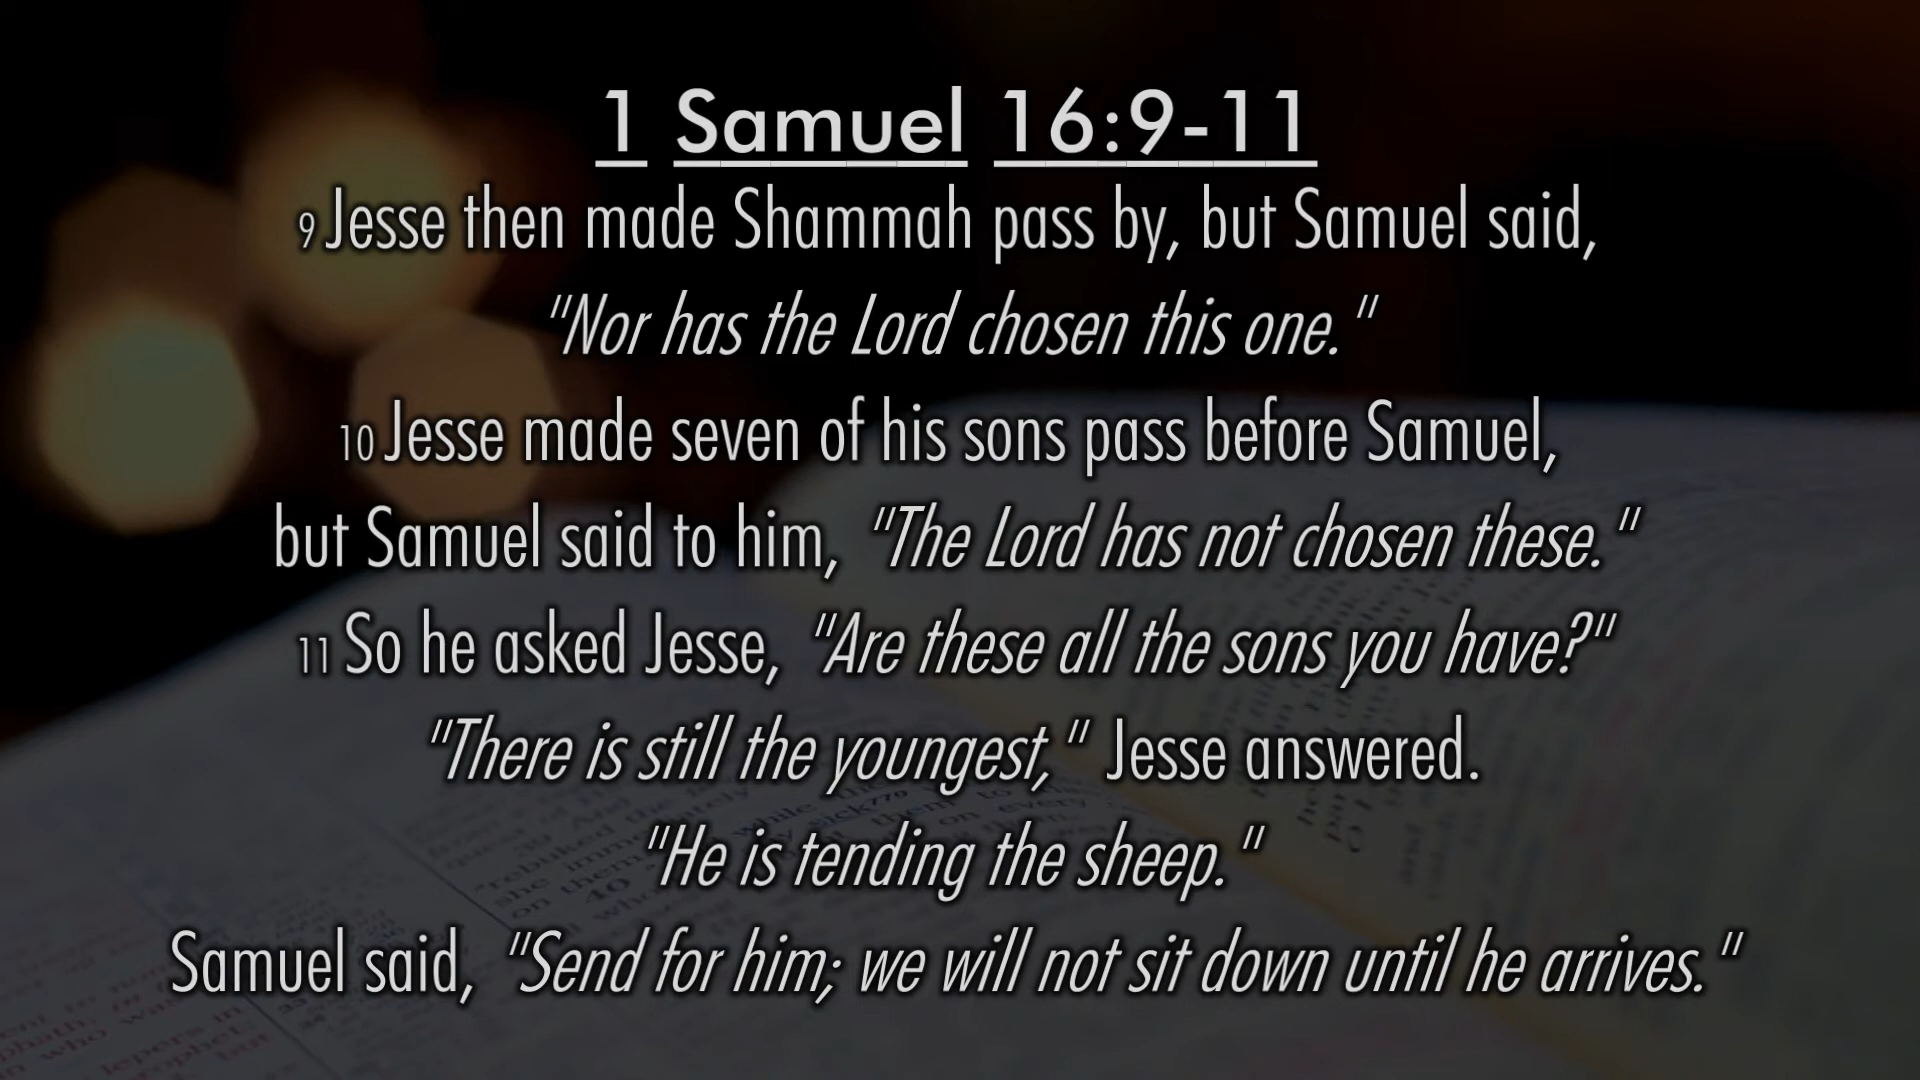 1 Samuel 16:9-11
9 Jesse then made Shammah pass by, but Samuel said,
"Nor has the Lord chosen this one."
10 Jesse made seven of his sons pass before Samuel,
but Samuel said to him, "The Lord has not chosen these."
11 So he asked Jesse, "Are these all the sons you have?"
"There is still the youngest," Jesse answered.
"He is tending the sheep."
Samuel said, "Send for him; we will not sit down until he arrives."